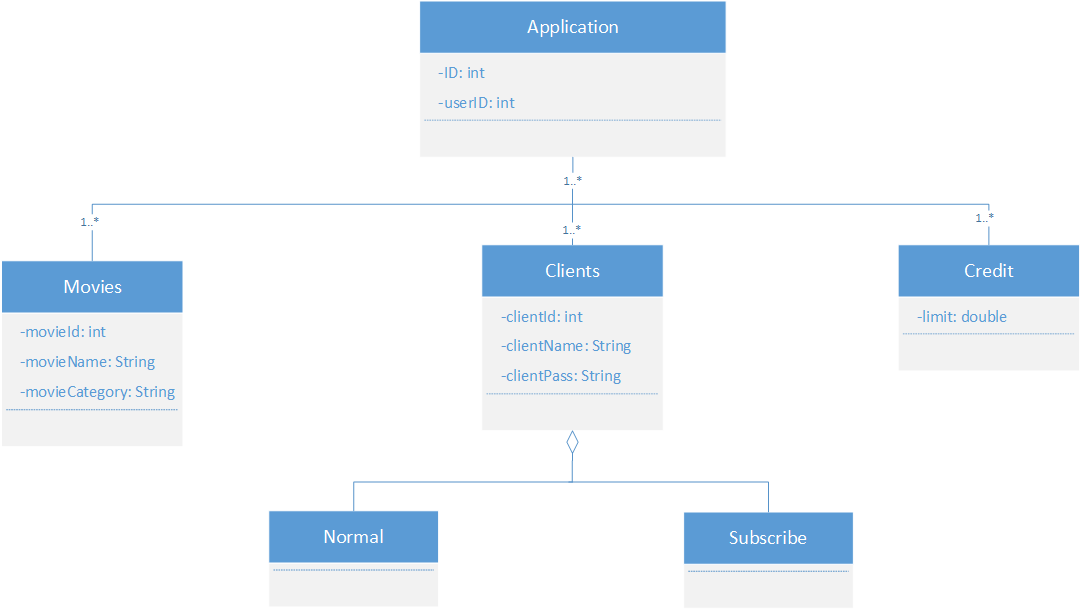 Application
-ID: int
-userID: int
1..*
1..*
1..*
1..*
Movies
-movieId: int
-movieName: String
-movieCategory: String
Clients
-clientId: int
-clientName: String
-clientPass: String
Credit
-limit: double
Normal
Subscribe